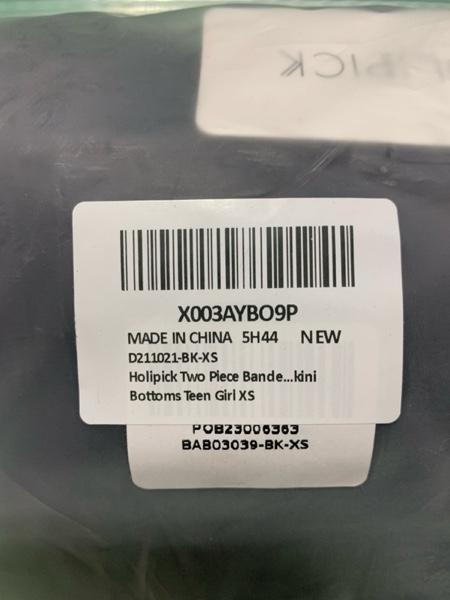 PICK
X003AYBO9P
MADE IN CHINA 5H44 NEW
D211021-BK-XS
Holipick Two Piece Bande...kini
Bottoms Teen Girl XS
POB23006363
BAB03039-BK-XS